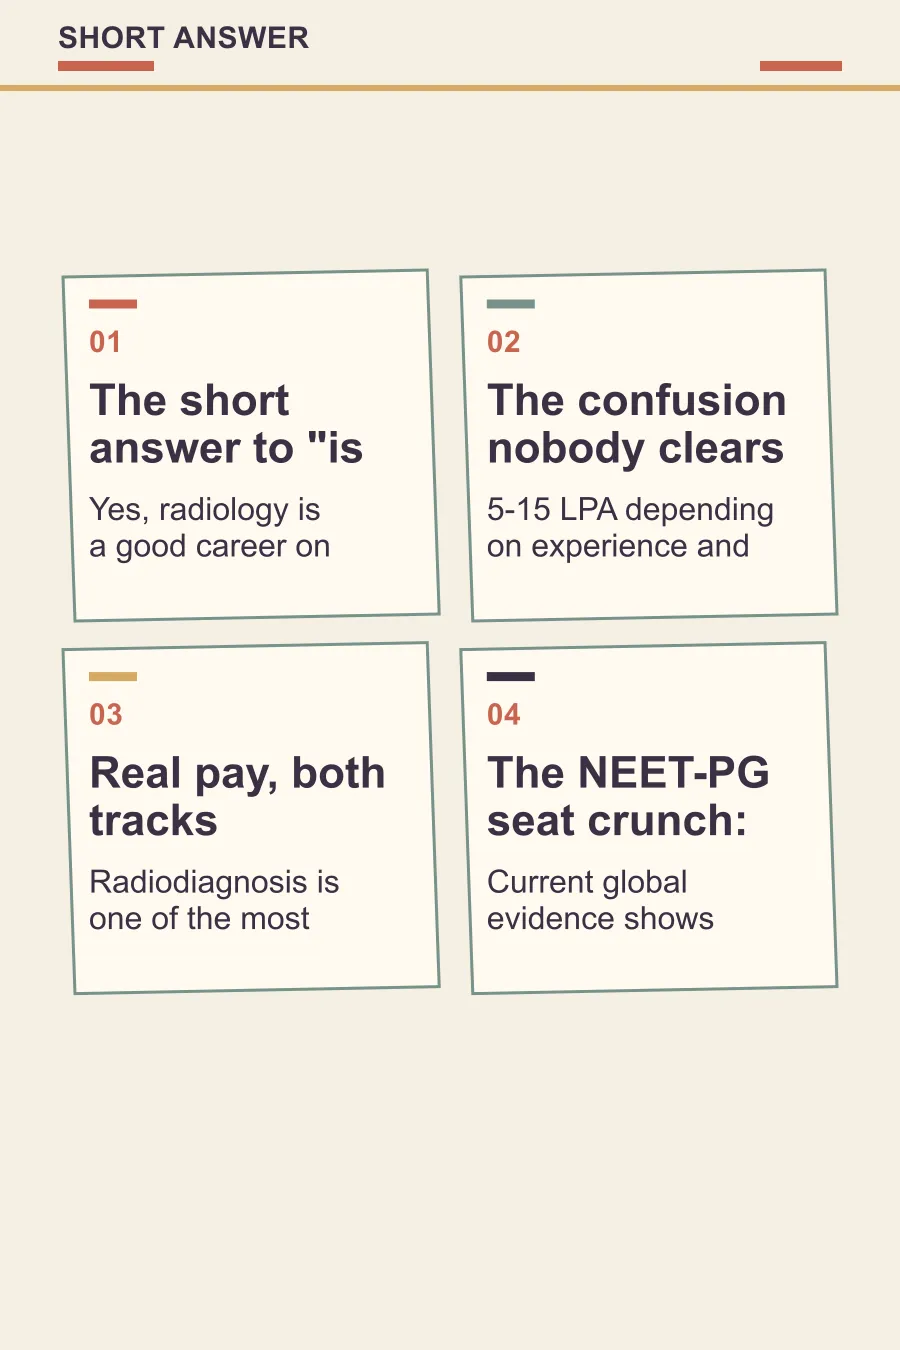 SHORT ANSWER
01
The short
answer to "is
Yes, radiology is
a good career on
02
The confusion
nobody clears
5-15 LPA depending
on experience and
03
Real pay, both
tracks
Radiodiagnosis is
one of the most
04
The NEET-PG
seat crunch:
Current global
evidence shows